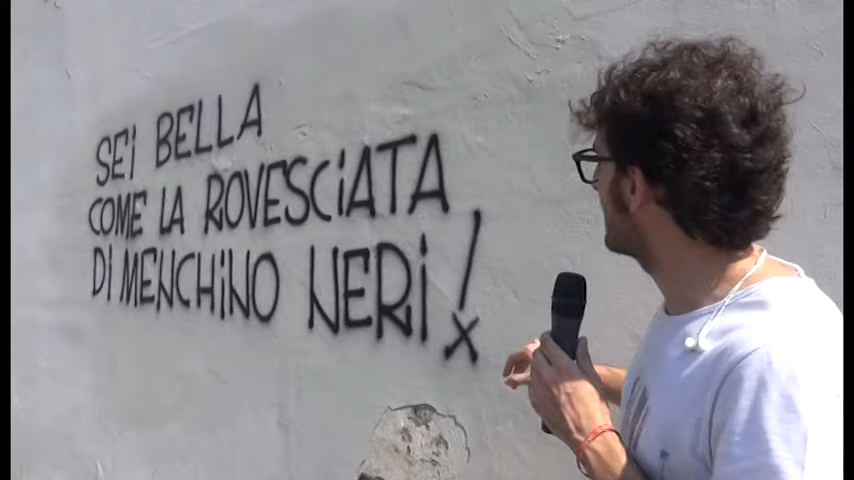 SEi BELLA
COME LA ROVESCiATA
Di MENCHiNO NERi!
x